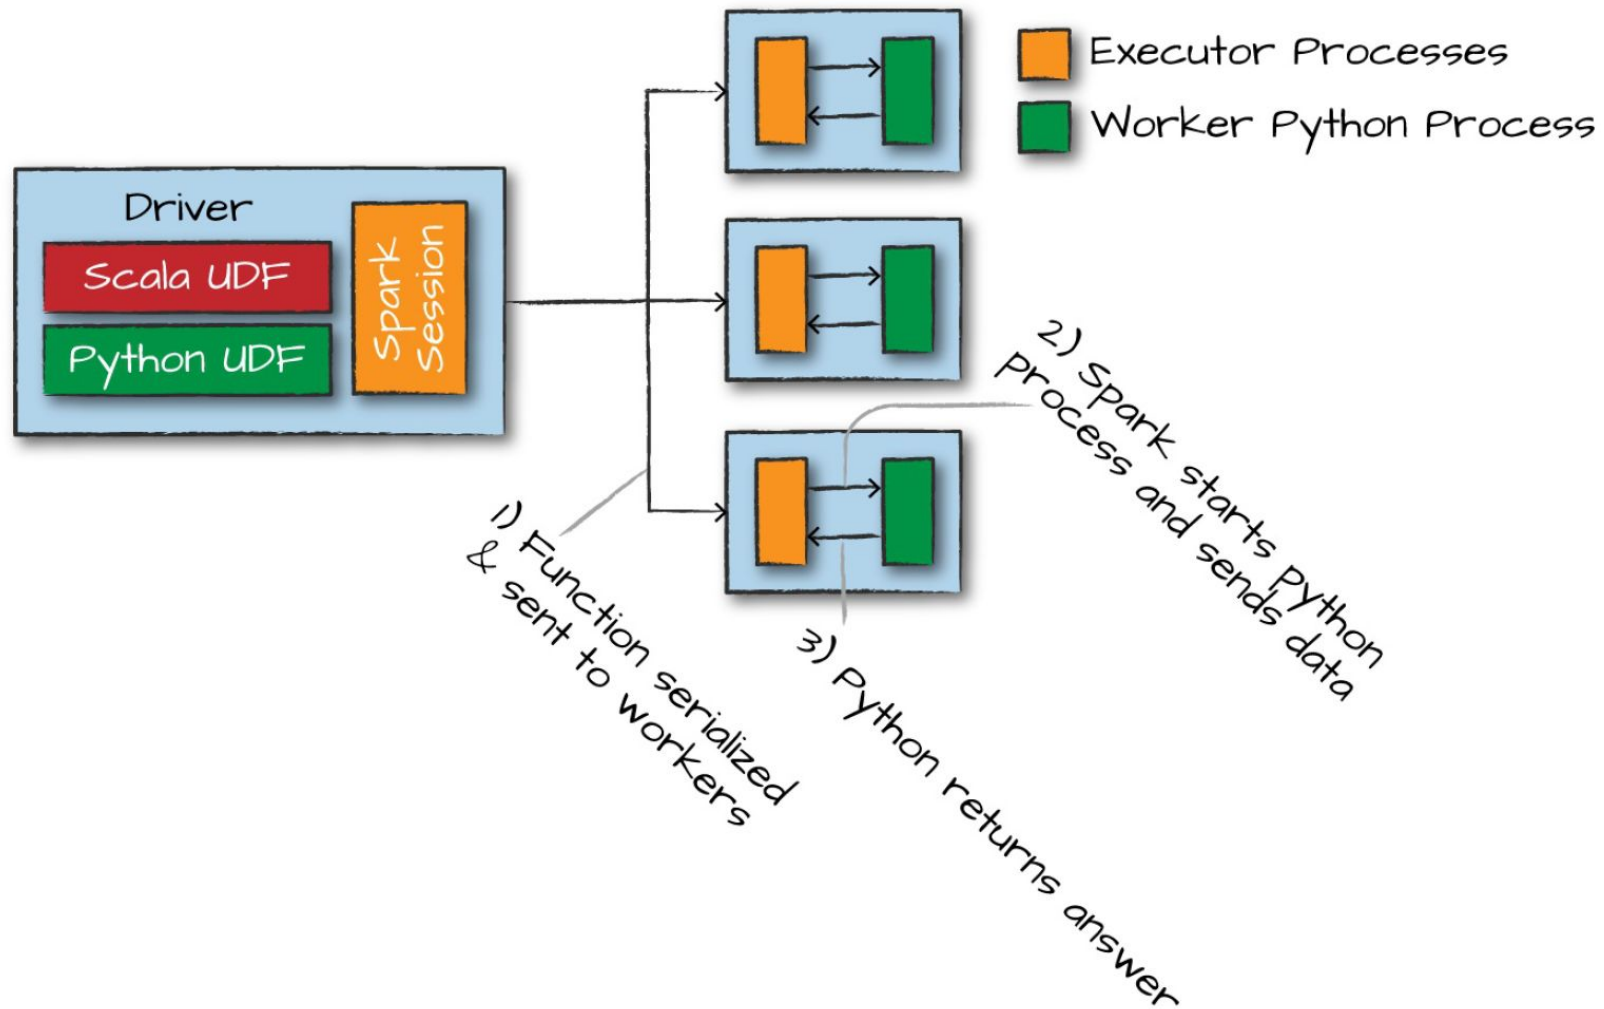 Executor Processes
Worker Python Process
Driver
Scala UDF
Python UDF
Spark
Session
1) Function serialized
& sent to workers
2) Spark starts Python
process and sends data
3) Python returns answer